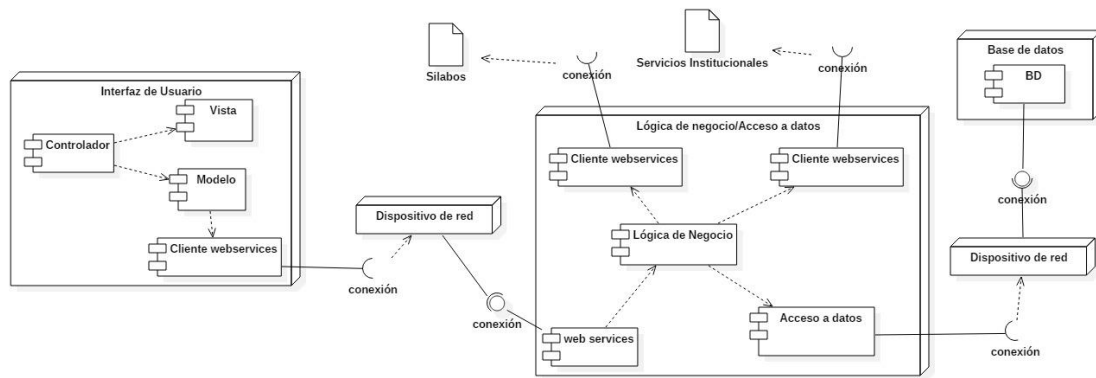 Silabos
conexión
Servicios Institucionales
conexión
Base de datos
BD
Interfaz de Usuario
Vista
Controlador
Modelo
Cliente webservices
Lógica de negocio/Acceso a datos
Cliente webservices
Cliente webservices
Lógica de Negocio
Acceso a datos
web services
Dispositivo de red
conexión
conexión
conexión
Dispositivo de red
conexión